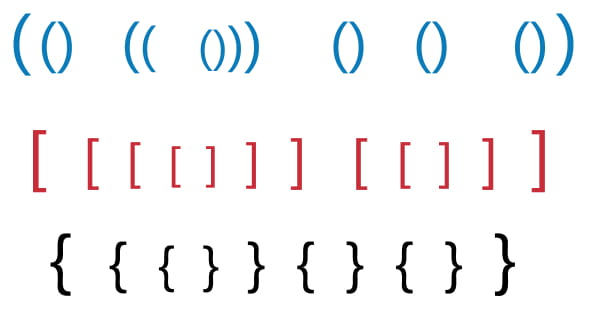 (() (( ())) () () ())
[ [ [ [ ] ] ] [ [ ] ] ]
{ { { } } { } { } }